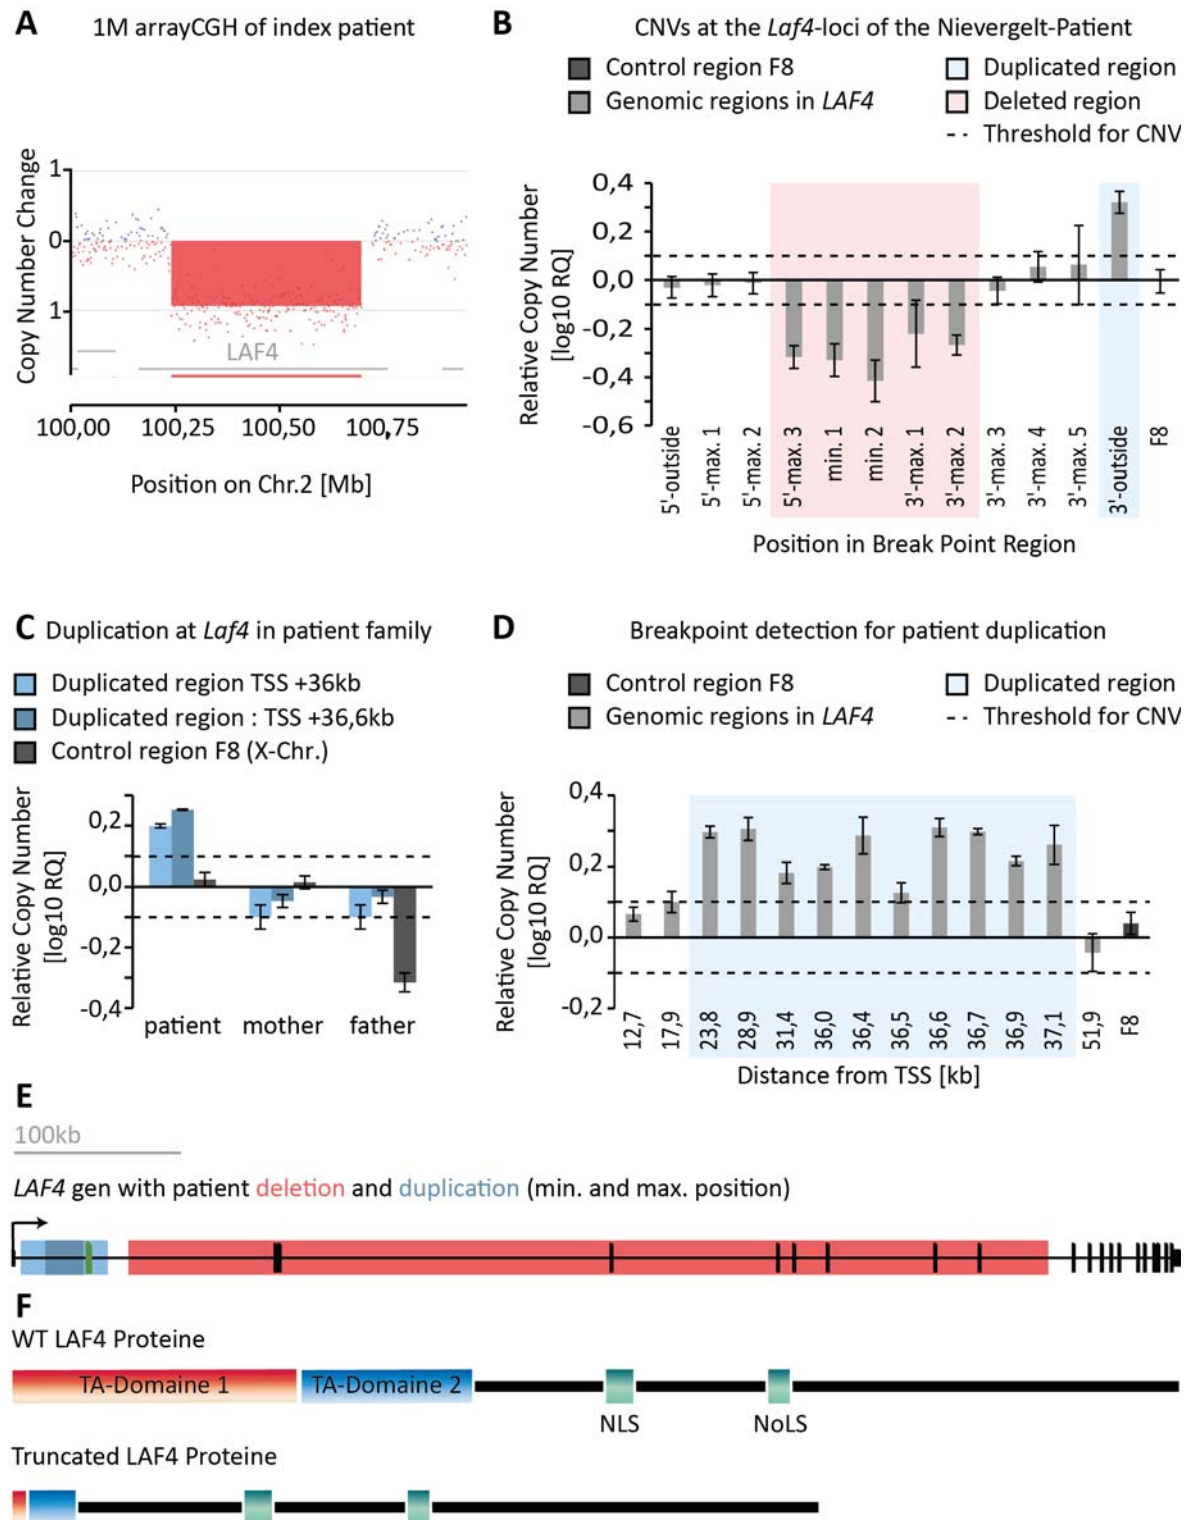 A
1M arrayCGH of index patient
Copy Number Change
1
0
1
LAF4
100,00 100,25 100,50 100,75
Position on Chr.2 [Mb]
B
CNVs at the Laf4-loci of the Nievergelt-Patient
Control region F8
Genomic regions in LAF4
Duplicated region
Deleted region
Threshold for CNV
Relative Copy Number
[log10 RQ]
0,4
0,2
0,0
-0,2
-0,4
-0,6
5'-outside
5'-max. 1
5'-max. 2
5'-max. 3
min. 1
min. 2
3'-max. 1
3'-max. 2
3'-max. 3
3'-max. 4
3'-max. 5
3'-outside
F8
Position in Break Point Region
C
Duplication at Laf4 in patient family
Duplicated region TSS +36kb
Duplicated region : TSS +36,6kb
Control region F8 (X-Chr.)
Relative Copy Number
[log10 RQ]
0,2
0,0
-0,2
-0,4
patient mother father
D
Breakpoint detection for patient duplication
Control region F8
Genomic regions in LAF4
Duplicated region
Threshold for CNV
Relative Copy Number
[log10 RQ]
0,4
0,2
0,0
-0,2
12,7
17,9
23,8
28,9
31,4
36,0
36,4
36,5
36,6
36,7
36,9
37,1
51,9
F8
Distance from TSS [kb]
E
100kb
LAF4 gen with patient deletion and duplication (min. and max. position)
F
WT LAF4 Proteine
TA-Domaine 1 TA-Domaine 2
NLS NoLS
Truncated LAF4 Proteine